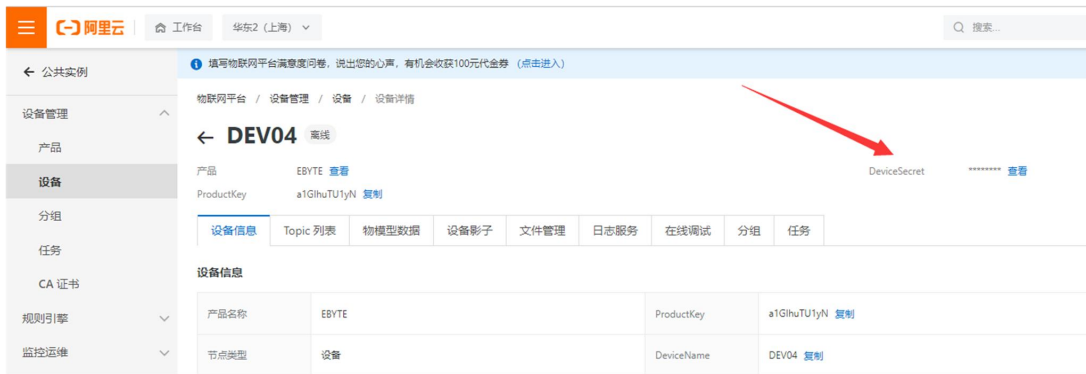 阿里云 工作台 华东2（上海） 搜索...
公共实例
填写物联网平台满意度问卷，说出您的心声，有机会收获100元代金券 （点击进入）
设备管理
产品
设备
分组
任务
CA 证书
规则引擎
监控运维
物联网平台 / 设备管理 / 设备 / 设备详情
← DEV04 离线
产品 EBYTE 查看 DeviceSecret ******** 查看
ProductKey a1GlhuTU1yN 复制
设备信息 Topic 列表 物模型数据 设备影子 文件管理 日志服务 在线调试 分组 任务
设备信息
产品名称 EBYTE ProductKey a1GlhuTU1yN 复制
节点类型 设备 DeviceName DEV04 复制